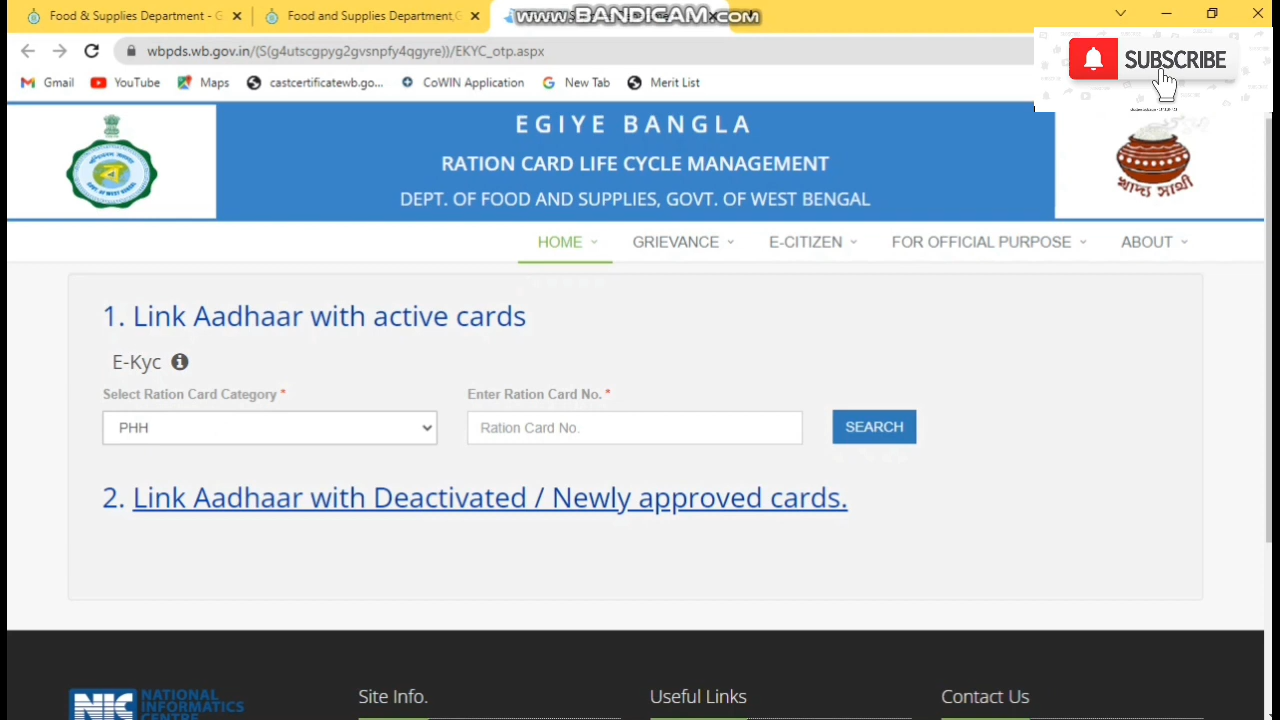 Food & Supplies Department - G
Food and Supplies Department,G
www.BANDICAM.com
wbpds.wb.gov.in/(S(g4utscgpyg2gvsnpfy4qgyre))/EKYC_otp.aspx
SUBSCRIBE
Gmail
YouTube
Maps
castcertificatewb.go...
CoWIN Application
New Tab
Merit List
EGIYE BANGLA
RATION CARD LIFE CYCLE MANAGEMENT
DEPT. OF FOOD AND SUPPLIES, GOVT. OF WEST BENGAL
খাদ্য সাথী
HOME
GRIEVANCE
E-CITIZEN
FOR OFFICIAL PURPOSE
ABOUT
1. Link Aadhaar with active cards
E-Kyc
Select Ration Card Category *
Enter Ration Card No. *
PHH
Ration Card No.
SEARCH
2. Link Aadhaar with Deactivated / Newly approved cards.
NIC NATIONAL
INFORMATICS
CENTRE
Site Info.
Useful Links
Contact Us